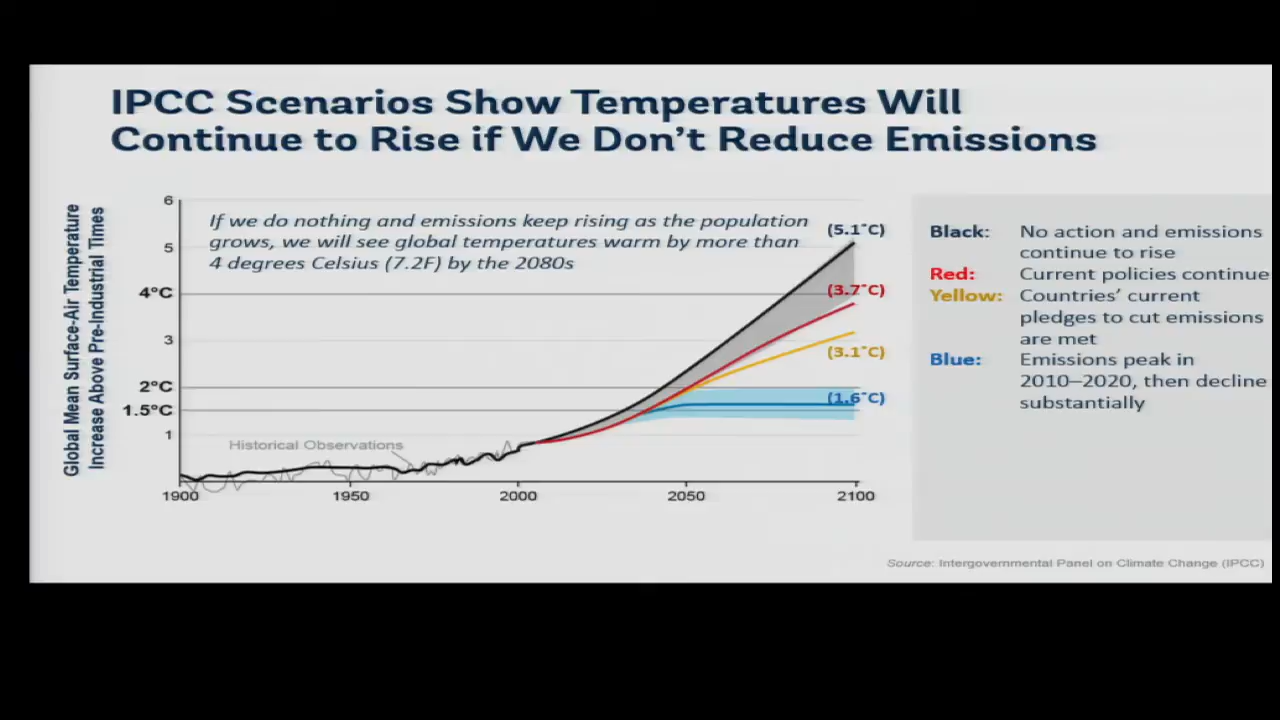 IPCC Scenarios Show Temperatures Will
Continue to Rise if We Don't Reduce Emissions
Global Mean Surface-Air Temperature
Increase Above Pre-Industrial Times
6
5
4°C
3
2°C
1.5°C
1
If we do nothing and emissions keep rising as the population
grows, we will see global temperatures warm by more than
4 degrees Celsius (7.2F) by the 2080s
(5.1˚C)
(3.7˚C)
(3.1˚C)
(1.6˚C)
Historical Observations
1900
1950
2000
2050
2100
Black: No action and emissions
continue to rise
Red: Current policies continue
Yellow: Countries' current
pledges to cut emissions
are met
Blue: Emissions peak in
2010–2020, then decline
substantially
Source: Intergovernmental Panel on Climate Change (IPCC)